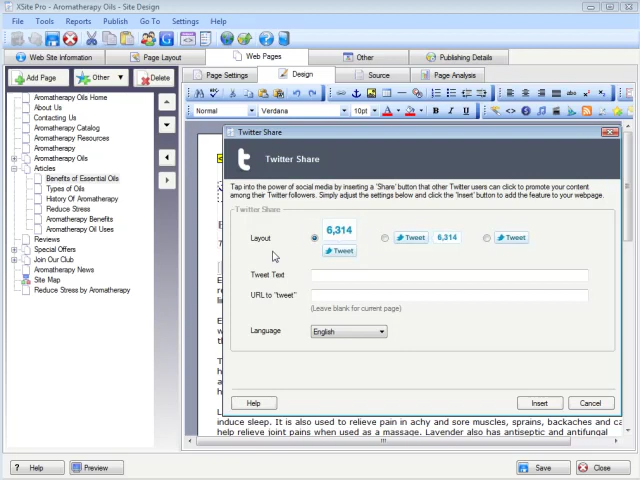 XSite Pro - Aromatherapy Oils - Site Design
File Tools Reports Publish Go To Settings Help
Web Site Information Page Layout Web Pages Other Publishing Details
Add Page Other Delete
Page Settings Design Source Page Analysis
Normal Verdana 10pt A B I U
Aromatherapy Oils Home
About Us
Contacting Us
Aromatherapy Catalog
Aromatherapy Resources
Aromatherapy
Aromatherapy Oils
Articles
Benefits of Essential Oils
Types of Oils
History Of Aromatherapy
Reduce Stress
Aromatherapy Benefits
Aromatherapy Oil Uses
Reviews
Special Offers
Join Our Club
Aromatherapy News
Site Map
Reduce Stress by Aromatherapy
Twitter Share
Twitter Share
Tap into the power of social media by inserting a 'Share' button that other Twitter users can click to promote your content
among their Twitter followers. Simply adjust the settings below and click the 'Insert' button to add the feature to your webpage.
Twitter Share
Layout 6,314 Tweet Tweet 6,314 Tweet
Tweet Text
URL to "tweet"
(Leave blank for current page)
Language English
Help Insert Cancel
induce sleep. It is also used to relieve pain in achy and sore muscles, sprains, backaches and ca
help relieve joint pains when used as a massage. Lavender also has antiseptic and antifungal
Help Preview Save Close